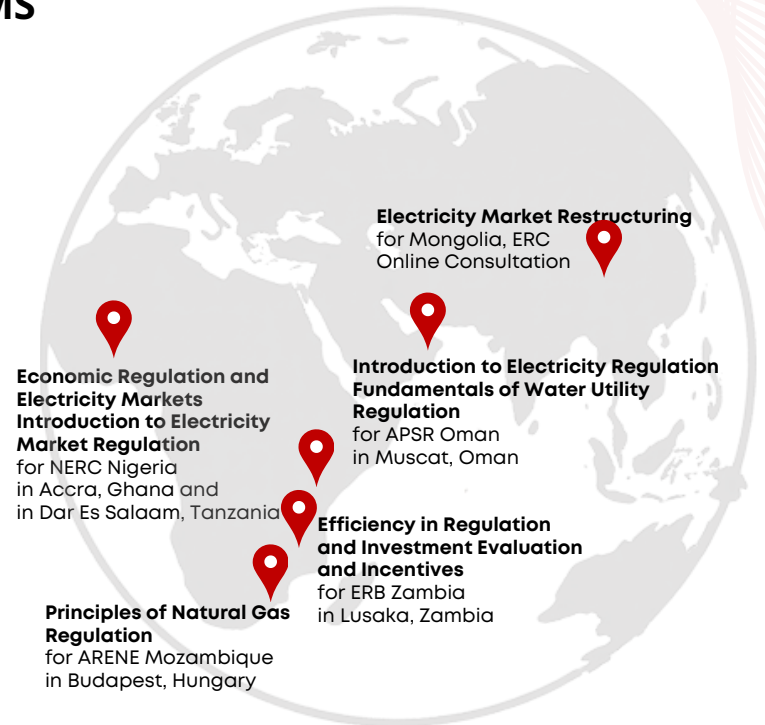 MS
Electricity Market Restructuring
for Mongolia, ERC
Online Consultation
Economic Regulation and
Electricity Markets
Introduction to Electricity
Market Regulation
for NERC Nigeria
in Accra, Ghana and
in Dar Es Salaam, Tanzania
Introduction to Electricity Regulation
Fundamentals of Water Utility
Regulation
for APSR Oman
in Muscat, Oman
Efficiency in Regulation
and Investment Evaluation
and Incentives
for ERB Zambia
in Lusaka, Zambia
Principles of Natural Gas
Regulation
for ARENE Mozambique
in Budapest, Hungary